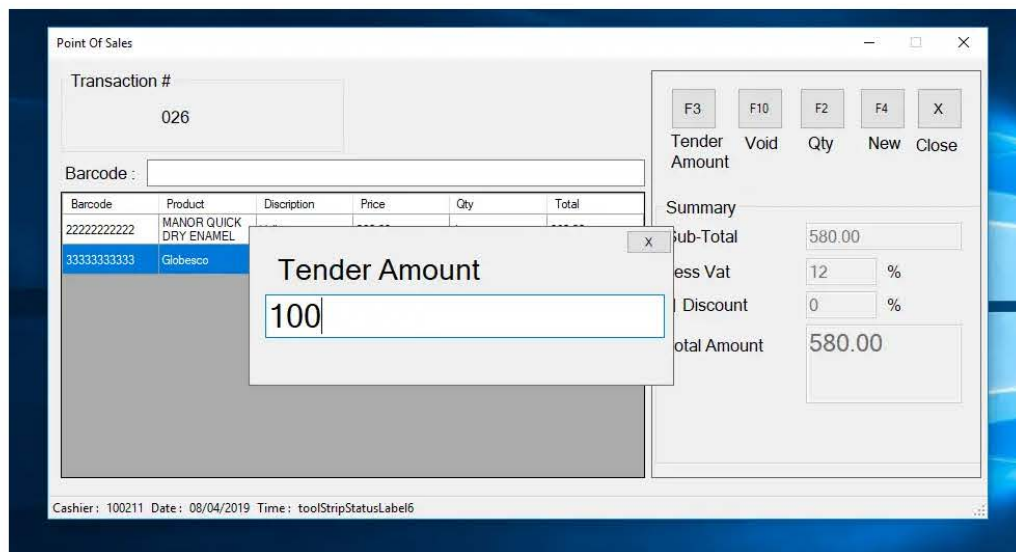 Point Of Sales
Transaction #
026
Barcode :
F3 F10 F2 F4 X
Tender Amount Void Qty New Close
Barcode Product Discription Price Qty Total
22222222222 MANOR QUICK DRY ENAMEL
33333333333 Globesco
X
Tender Amount
100
Summary
Sub-Total 580.00
ess Vat 12 %
Discount 0 %
otal Amount 580.00
Cashier : 100211 Date : 08/04/2019 Time : toolStripStatusLabel6